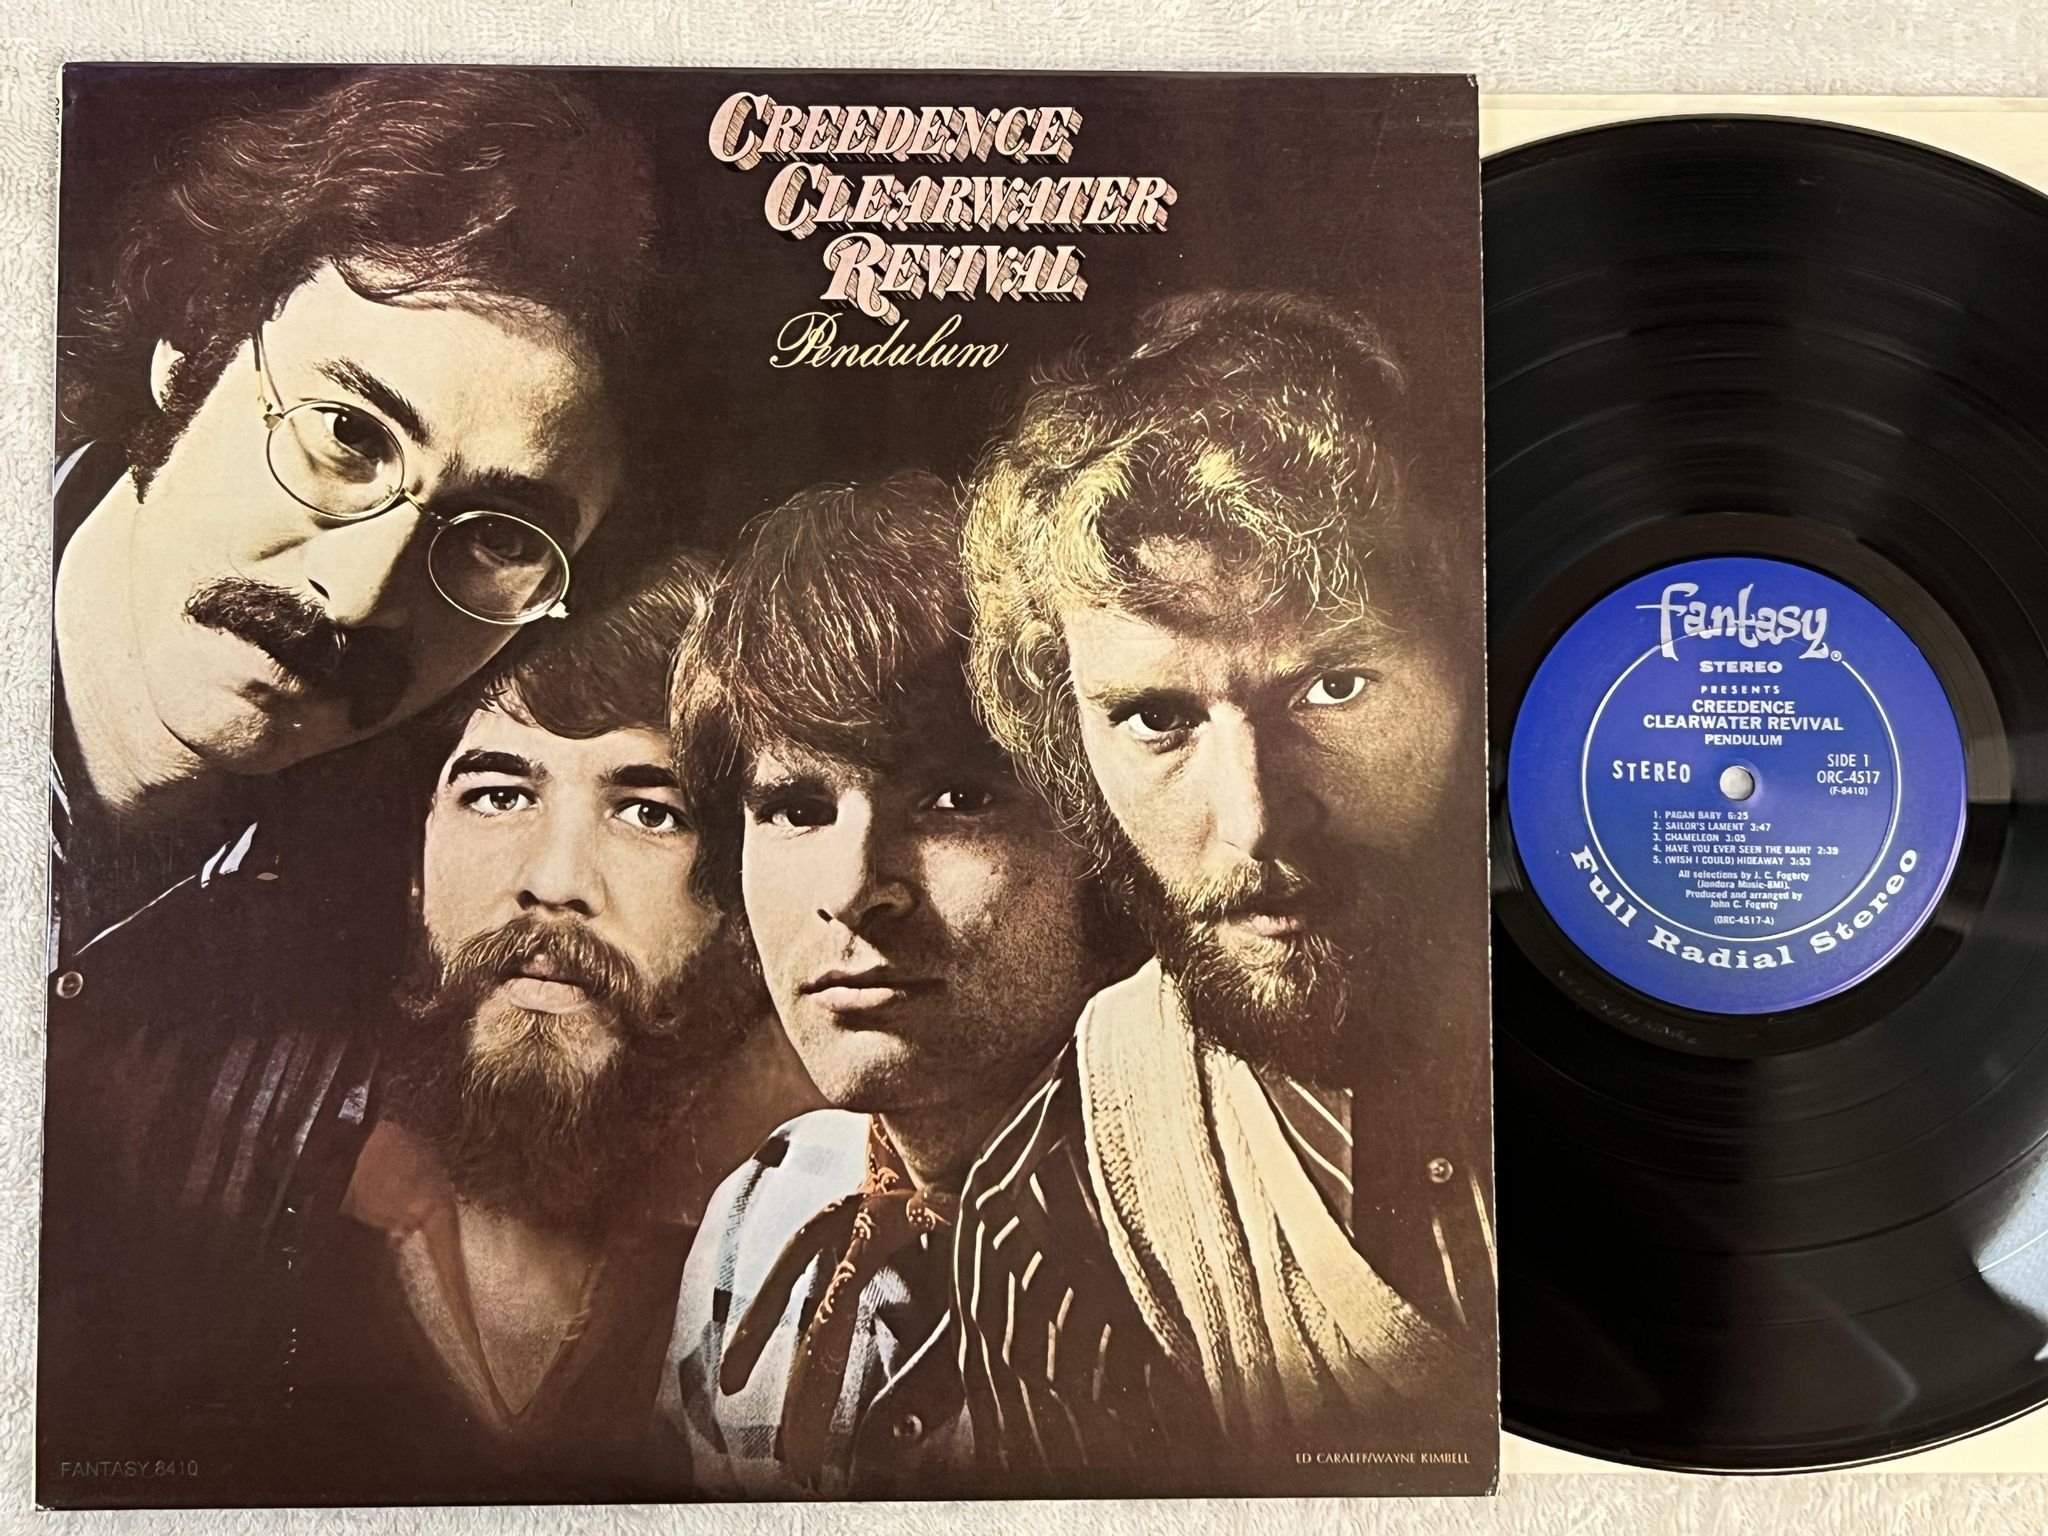 CREEDENCE
CLEARWATER
REVIVAL
Pendulum
FANTASY 8410
ED CARAEFF/WAYNE KIMBELL
fantasy
STEREO
PRESENTS
CREEDENCE
CLEARWATER REVIVAL
PENDULUM
STEREO
SIDE 1
ORC-4517
(F-8410)
1. PAGAN BABY 6:25
2. SAILOR'S LAMENT 3:47
3. CHAMELEON 3:05
4. HAVE YOU EVER SEEN THE RAIN? 2:39
5. (WISH I COULD) HIDEAWAY 3:53
All selections by J. C. Fogerty
(Jondora Music-BMI).
Produced and arranged by
John C. Fogerty
(ORC-4517-A)
Full Radial Stereo